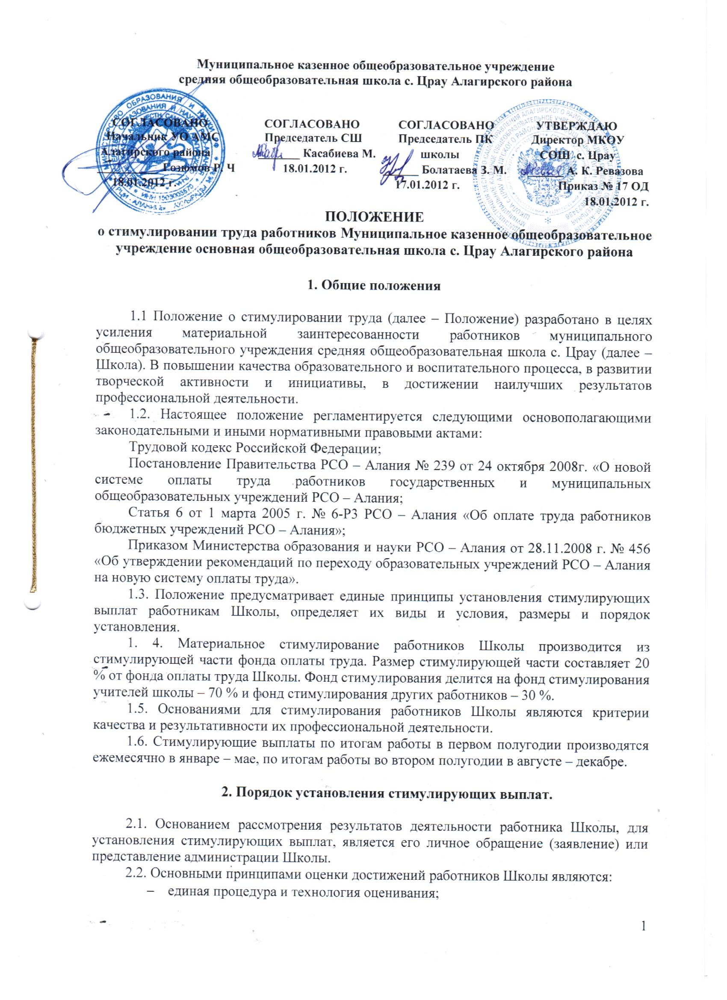 Муниципальное казенное общеобразовательное учреждение
средняя общеобразовательная школа с. Црау Алагирского района
СОГЛАСОВАНО
Начальник УО АМС
Алагирского района
Гозюмов Р. Ч
18.01.2012 г.
СОГЛАСОВАНО
Председатель СШ
Касабиева М.
18.01.2012 г.
СОГЛАСОВАНО
Председатель ПК
школы
Болатаева З. М.
17.01.2012 г.
УТВЕРЖДАЮ
Директор МКОУ
СОШ с. Црау
А. К. Ревазова
Приказ № 17 ОД
18.01.2012 г.
ПОЛОЖЕНИЕ
о стимулировании труда работников Муниципальное казенное общеобразовательное
учреждение основная общеобразовательная школа с. Црау Алагирского района
1. Общие положения
1.1 Положение о стимулировании труда (далее – Положение) разработано в целях
усиления материальной заинтересованности работников муниципального
общеобразовательного учреждения средняя общеобразовательная школа с. Црау (далее –
Школа). В повышении качества образовательного и воспитательного процесса, в развитии
творческой активности и инициативы, в достижении наилучших результатов
профессиональной деятельности.
1.2. Настоящее положение регламентируется следующими основополагающими
законодательными и иными нормативными правовыми актами:
Трудовой кодекс Российской Федерации;
Постановление Правительства РСО – Алания № 239 от 24 октября 2008г. «О новой
системе оплаты труда работников государственных и муниципальных
общеобразовательных учреждений РСО – Алания;
Статья 6 от 1 марта 2005 г. № 6-РЗ РСО – Алания «Об оплате труда работников
бюджетных учреждений РСО – Алания»;
Приказом Министерства образования и науки РСО – Алания от 28.11.2008 г. № 456
«Об утверждении рекомендаций по переходу образовательных учреждений РСО – Алания
на новую систему оплаты труда».
1.3. Положение предусматривает единые принципы установления стимулирующих
выплат работникам Школы, определяет их виды и условия, размеры и порядок
установления.
1. 4. Материальное стимулирование работников Школы производится из
стимулирующей части фонда оплаты труда. Размер стимулирующей части составляет 20
% от фонда оплаты труда Школы. Фонд стимулирования делится на фонд стимулирования
учителей школы – 70 % и фонд стимулирования других работников – 30 %.
1.5. Основаниями для стимулирования работников Школы являются критерии
качества и результативности их профессиональной деятельности.
1.6. Стимулирующие выплаты по итогам работы в первом полугодии производятся
ежемесячно в январе – мае, по итогам работы во втором полугодии в августе – декабре.
2. Порядок установления стимулирующих выплат.
2.1. Основанием рассмотрения результатов деятельности работника Школы, для
установления стимулирующих выплат, является его личное обращение (заявление) или
представление администрации Школы.
2.2. Основными принципами оценки достижений работников Школы являются:
– единая процедура и технология оценивания;
1